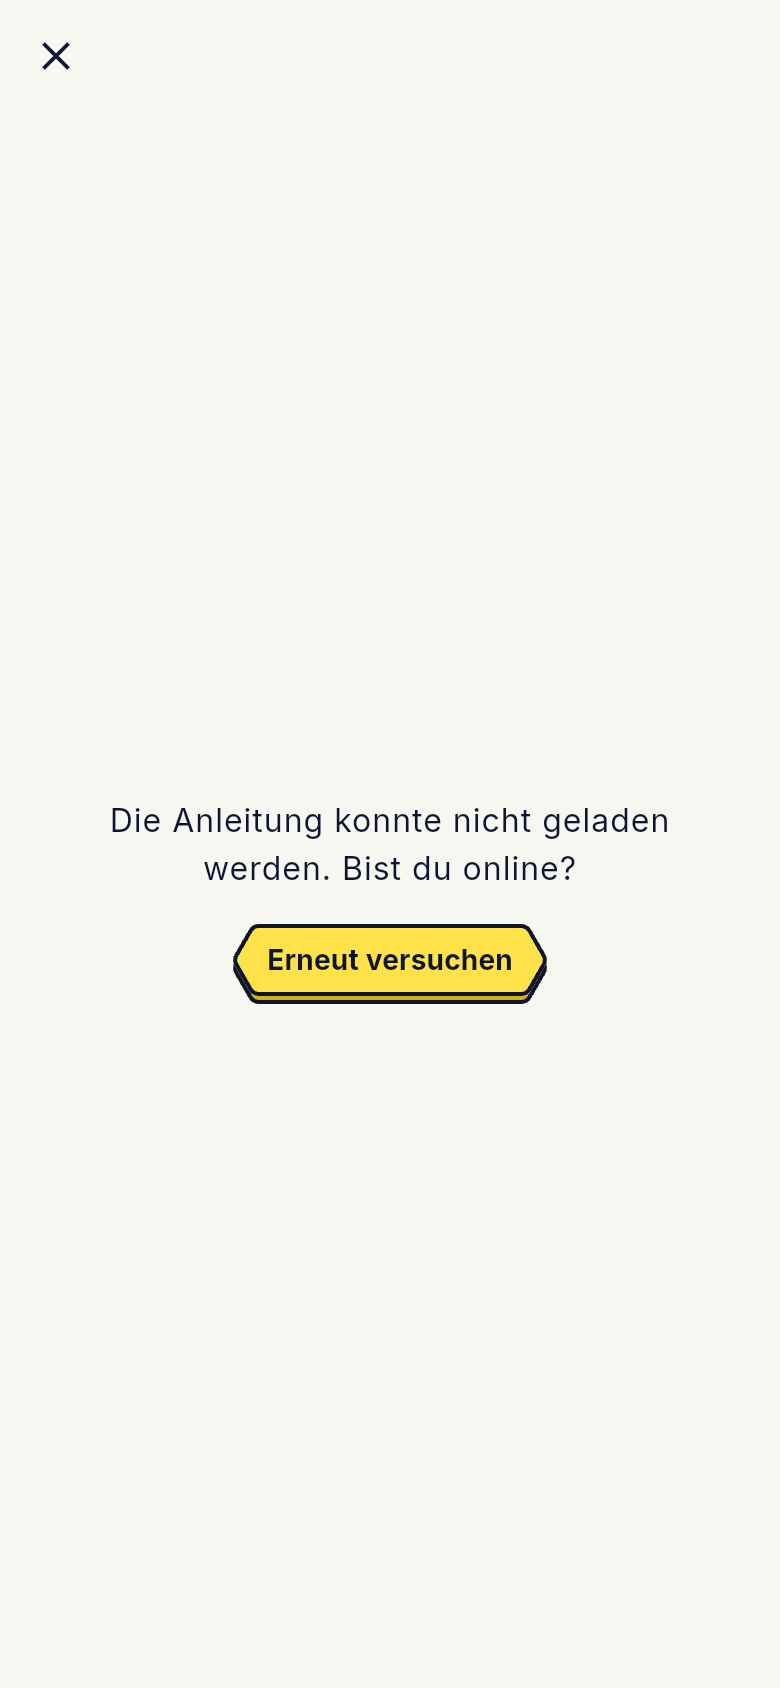 Die Anleitung konnte nicht geladen
werden. Bist du online?
Erneut versuchen